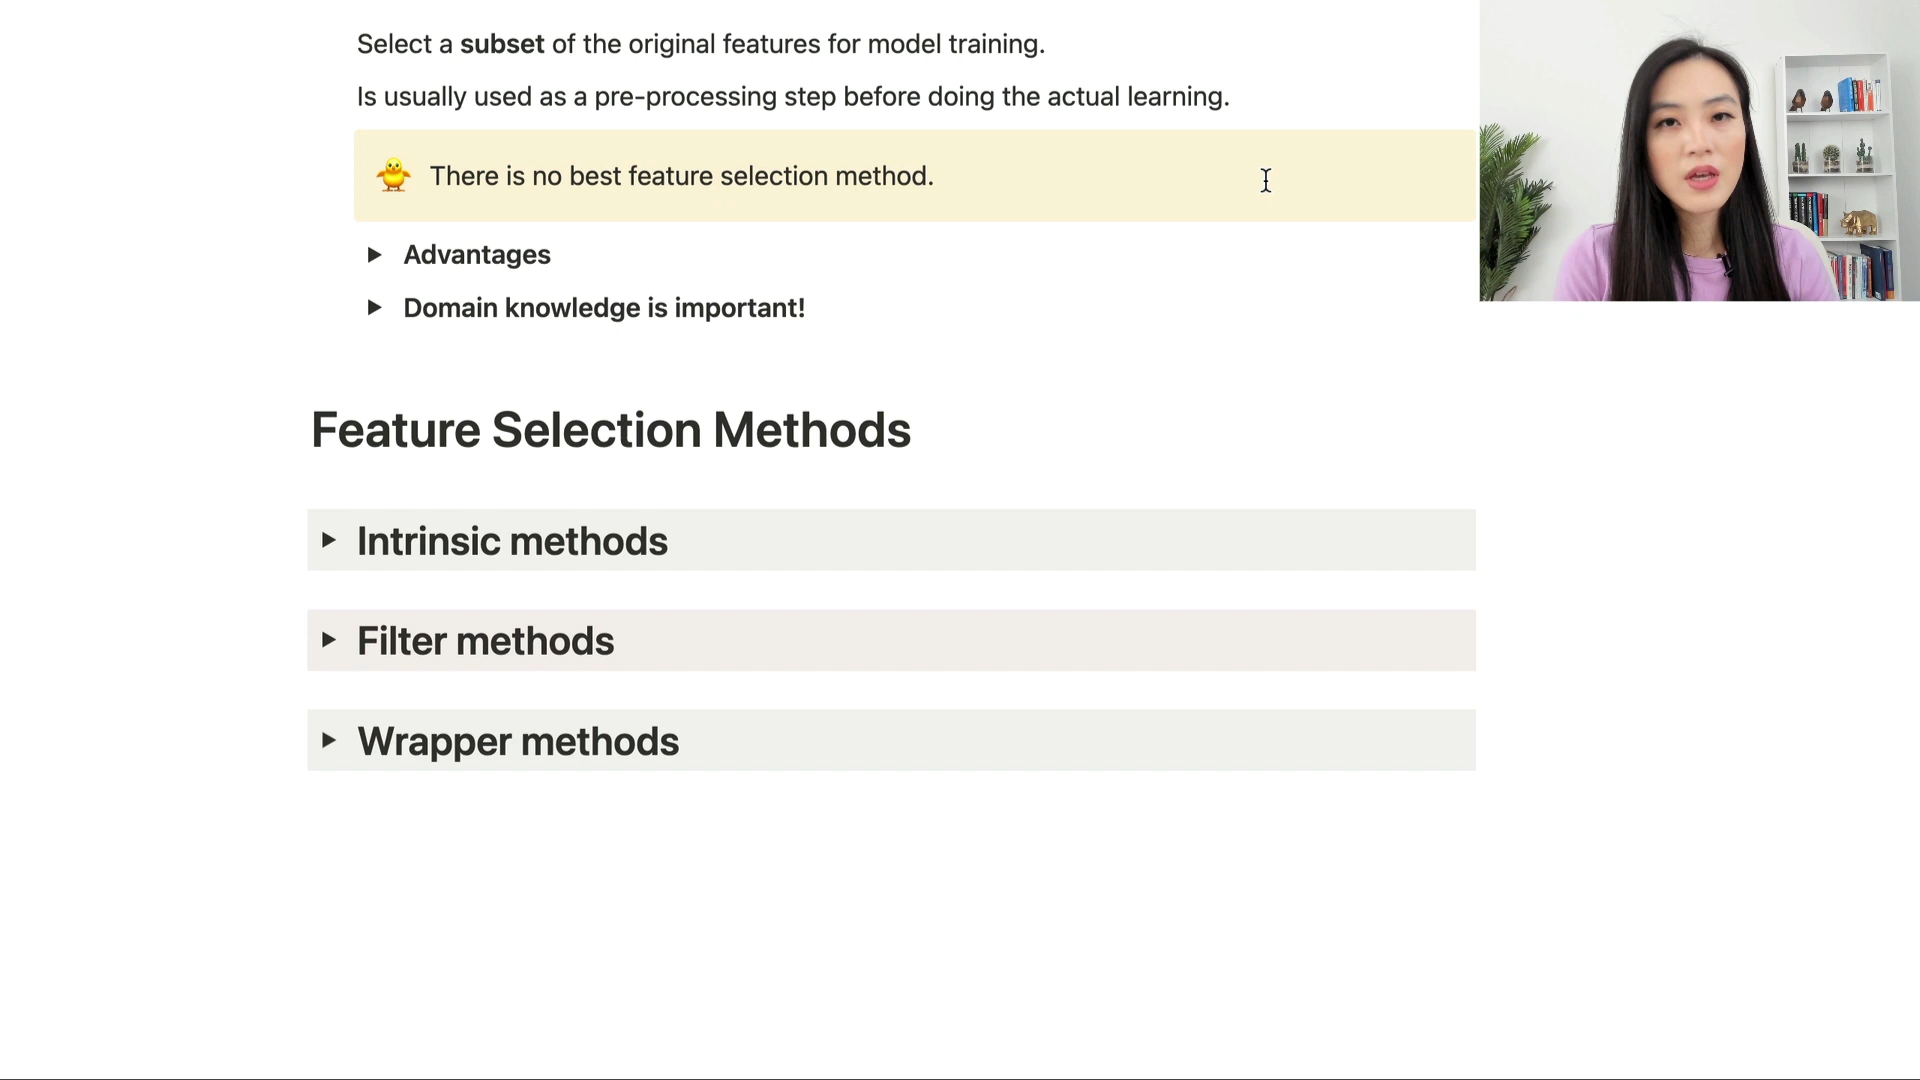 Select a subset of the original features for model training.
Is usually used as a pre-processing step before doing the actual learning.
There is no best feature selection method.
Advantages
Domain knowledge is important!
Feature Selection Methods
Intrinsic methods
Filter methods
Wrapper methods